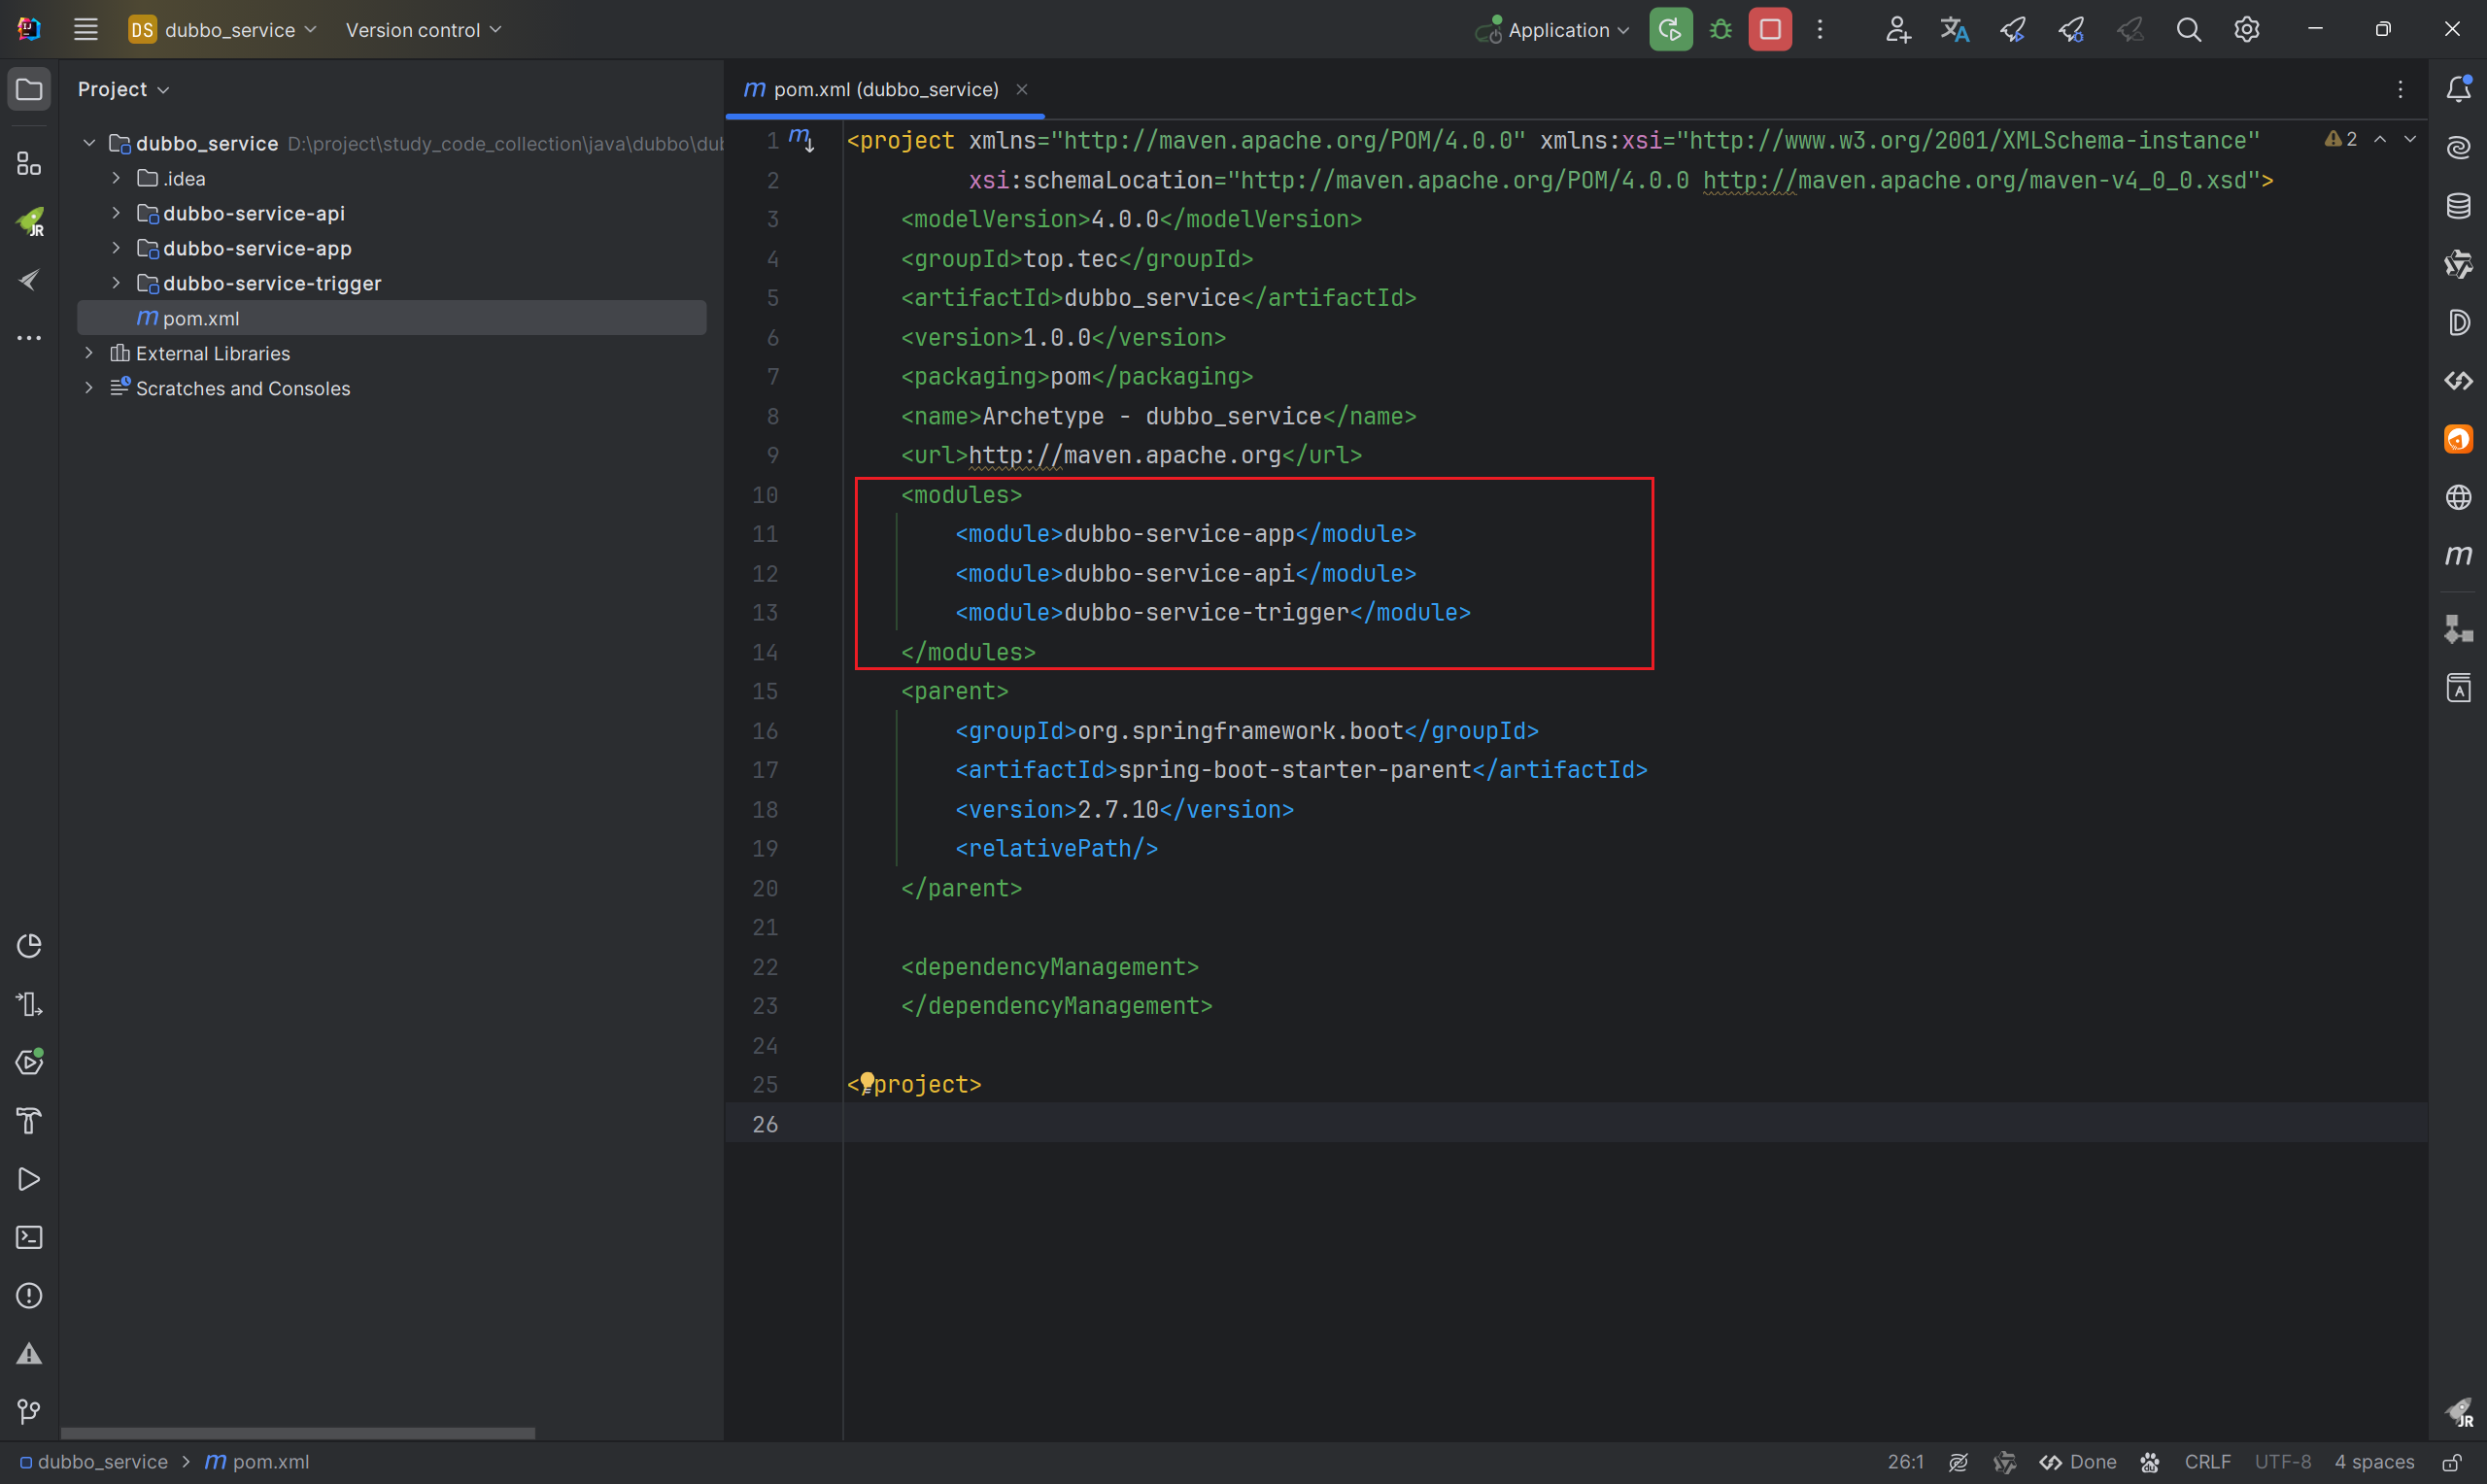 DS dubbo_service Version control Application
Project
pom.xml (dubbo_service)
dubbo_service D:\project\study_code_collection\java\dubbo\dub
.idea
dubbo-service-api
dubbo-service-app
dubbo-service-trigger
pom.xml
External Libraries
Scratches and Consoles
2
1 <project xmlns="http://maven.apache.org/POM/4.0.0" xmlns:xsi="http://www.w3.org/2001/XMLSchema-instance"
2 xsi:schemaLocation="http://maven.apache.org/POM/4.0.0 http://maven.apache.org/maven-v4_0_0.xsd">
3 <modelVersion>4.0.0</modelVersion>
4 <groupId>top.tec</groupId>
5 <artifactId>dubbo_service</artifactId>
6 <version>1.0.0</version>
7 <packaging>pom</packaging>
8 <name>Archetype - dubbo_service</name>
9 <url>http://maven.apache.org</url>
10 <modules>
11 <module>dubbo-service-app</module>
12 <module>dubbo-service-api</module>
13 <module>dubbo-service-trigger</module>
14 </modules>
15 <parent>
16 <groupId>org.springframework.boot</groupId>
17 <artifactId>spring-boot-starter-parent</artifactId>
18 <version>2.7.10</version>
19 <relativePath/>
20 </parent>
21
22 <dependencyManagement>
23 </dependencyManagement>
24
25 <project>
26
dubbo_service > pom.xml
26:1 Done CRLF UTF-8 4 spaces